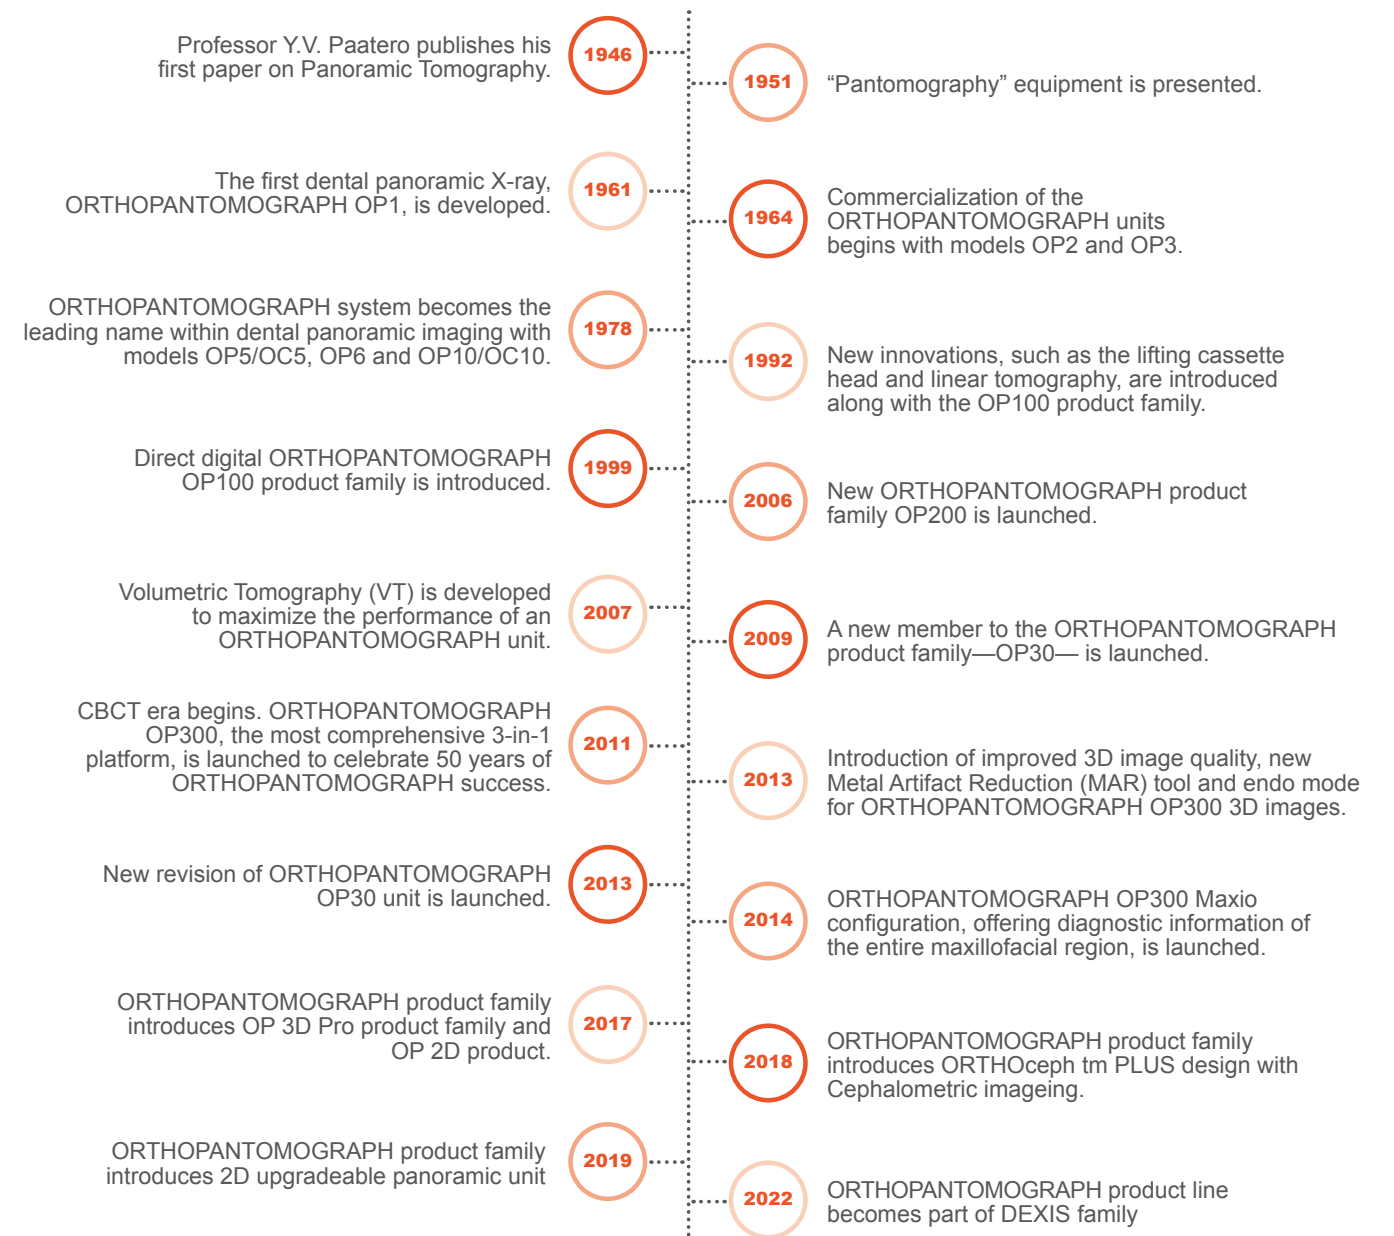 Professor Y.V. Paatero publishes his
first paper on Panoramic Tomography.
1946
1951
“Pantomography” equipment is presented.
The first dental panoramic X-ray,
ORTHOPANTOMOGRAPH OP1, is developed.
1961
1964
Commercialization of the
ORTHOPANTOMOGRAPH units
begins with models OP2 and OP3.
ORTHOPANTOMOGRAPH system becomes the
leading name within dental panoramic imaging with
models OP5/OC5, OP6 and OP10/OC10.
1978
1992
New innovations, such as the lifting cassette
head and linear tomography, are introduced
along with the OP100 product family.
Direct digital ORTHOPANTOMOGRAPH
OP100 product family is introduced.
1999
2006
New ORTHOPANTOMOGRAPH product
family OP200 is launched.
Volumetric Tomography (VT) is developed
to maximize the performance of an
ORTHOPANTOMOGRAPH unit.
2007
2009
A new member to the ORTHOPANTOMOGRAPH
product family—OP30— is launched.
CBCT era begins. ORTHOPANTOMOGRAPH
OP300, the most comprehensive 3-in-1
platform, is launched to celebrate 50 years of
ORTHOPANTOMOGRAPH success.
2011
2013
Introduction of improved 3D image quality, new
Metal Artifact Reduction (MAR) tool and endo mode
for ORTHOPANTOMOGRAPH OP300 3D images.
New revision of ORTHOPANTOMOGRAPH
OP30 unit is launched.
2013
2014
ORTHOPANTOMOGRAPH OP300 Maxio
configuration, offering diagnostic information of
the entire maxillofacial region, is launched.
ORTHOPANTOMOGRAPH product family
introduces OP 3D Pro product family and
OP 2D product.
2017
2018
ORTHOPANTOMOGRAPH product family
introduces ORTHOceph tm PLUS design with
Cephalometric imageing.
ORTHOPANTOMOGRAPH product family
introduces 2D upgradeable panoramic unit
2019
2022
ORTHOPANTOMOGRAPH product line
becomes part of DEXIS family